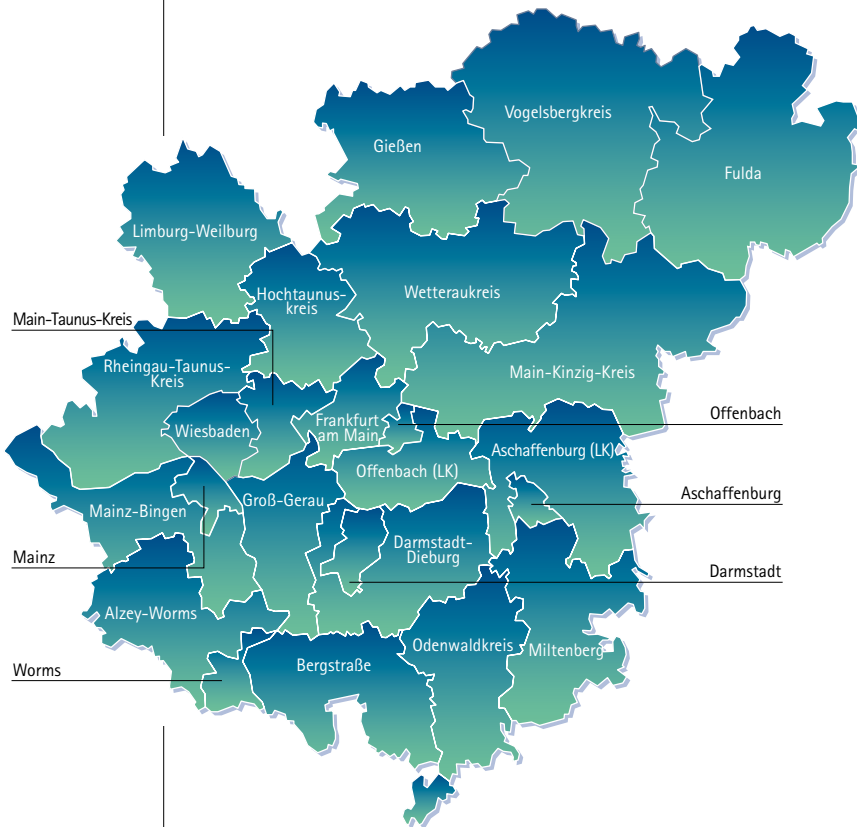 Vogelsbergkreis
Gießen
Fulda
Limburg-Weilburg
Hochtaunus-
kreis
Wetteraukreis
Main-Taunus-Kreis
Rheingau-Taunus-
Kreis
Main-Kinzig-Kreis
Offenbach
Wiesbaden
Frankfurt
am Main
Aschaffenburg (LK)
Offenbach (LK)
Aschaffenburg
Mainz-Bingen
Groß-Gerau
Darmstadt-
Dieburg
Mainz
Darmstadt
Alzey-Worms
Odenwaldkreis
Miltenberg
Worms
Bergstraße